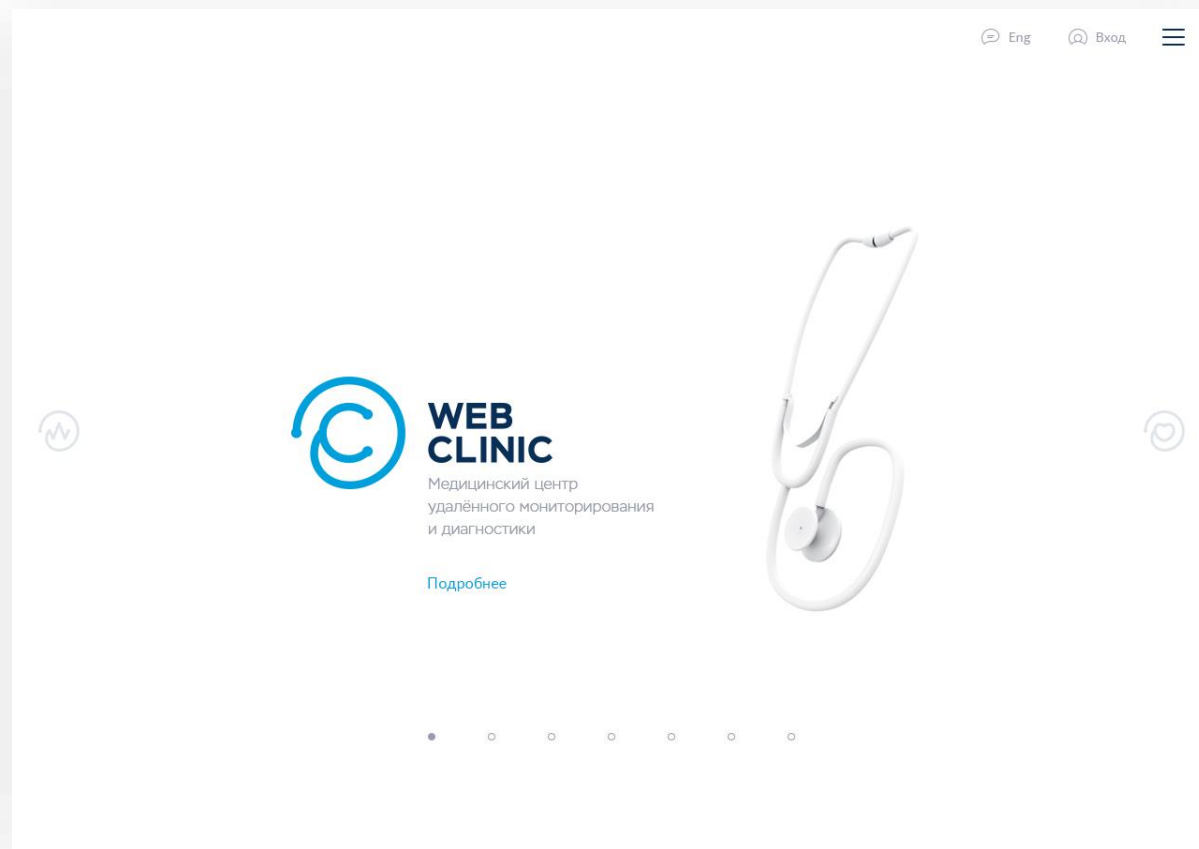 Eng
Вход
WEB
CLINIC
Медицинский центр
удалённого мониторирования
и диагностики
Подробнее